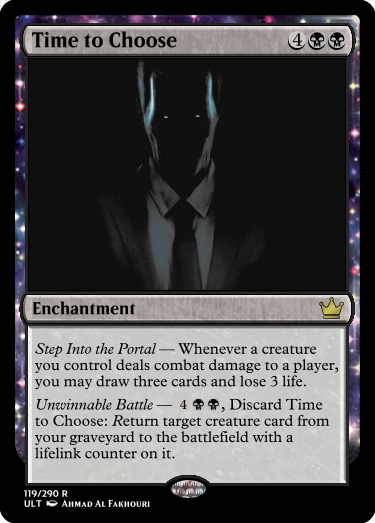 Time to Choose 4
Enchantment
Step Into the Portal — Whenever a creature
you control deals combat damage to a player,
you may draw three cards and lose 3 life.
Unwinnable Battle — 4 , Discard Time
to Choose: Return target creature card from
your graveyard to the battlefield with a
lifelink counter on it.
119/290 R
ULT Ahmad Al Fakhouri